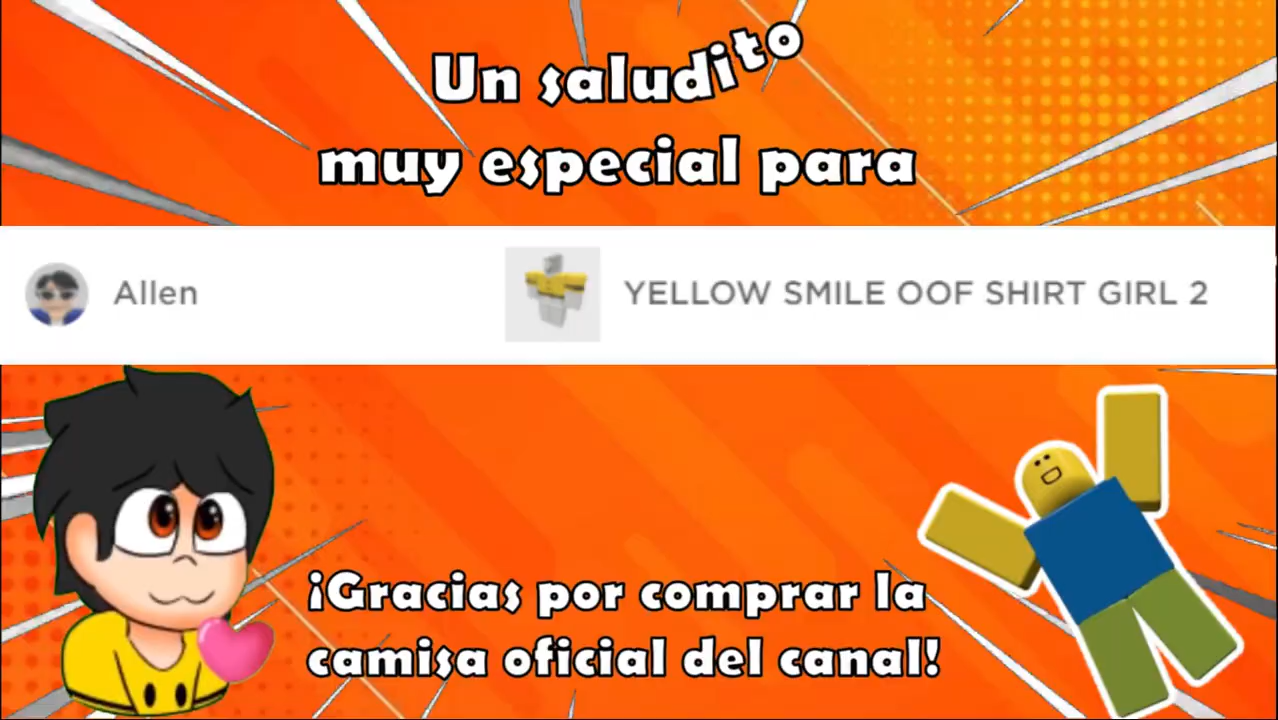 Un saludito
muy especial para
Allen YELLOW SMILE OOF SHIRT GIRL 2
¡Gracias por comprar la
camisa oficial del canal!